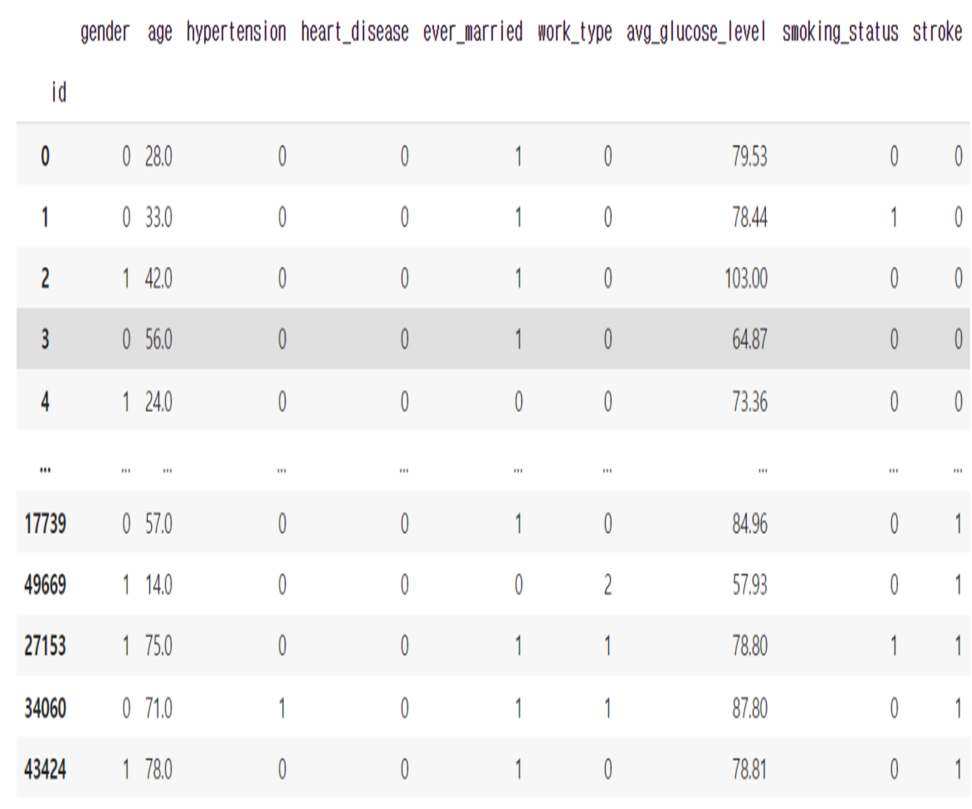 gender age hypertension heart_disease ever_married work_type avg_glucose_level smoking_status stroke
id
0 0 28.0 0 0 1 0 79.53 0 0
1 0 33.0 0 0 1 0 78.44 1 0
2 1 42.0 0 0 1 0 103.00 0 0
3 0 56.0 0 0 1 0 64.87 0 0
4 1 24.0 0 0 0 0 73.36 0 0
... ... ... ... ... ... ... ... ... ...
17739 0 57.0 0 0 1 0 84.96 0 1
49669 1 14.0 0 0 0 2 57.93 0 1
27153 1 75.0 0 0 1 1 78.80 1 1
34060 0 71.0 1 0 1 1 87.80 0 1
43424 1 78.0 0 0 1 0 78.81 0 1